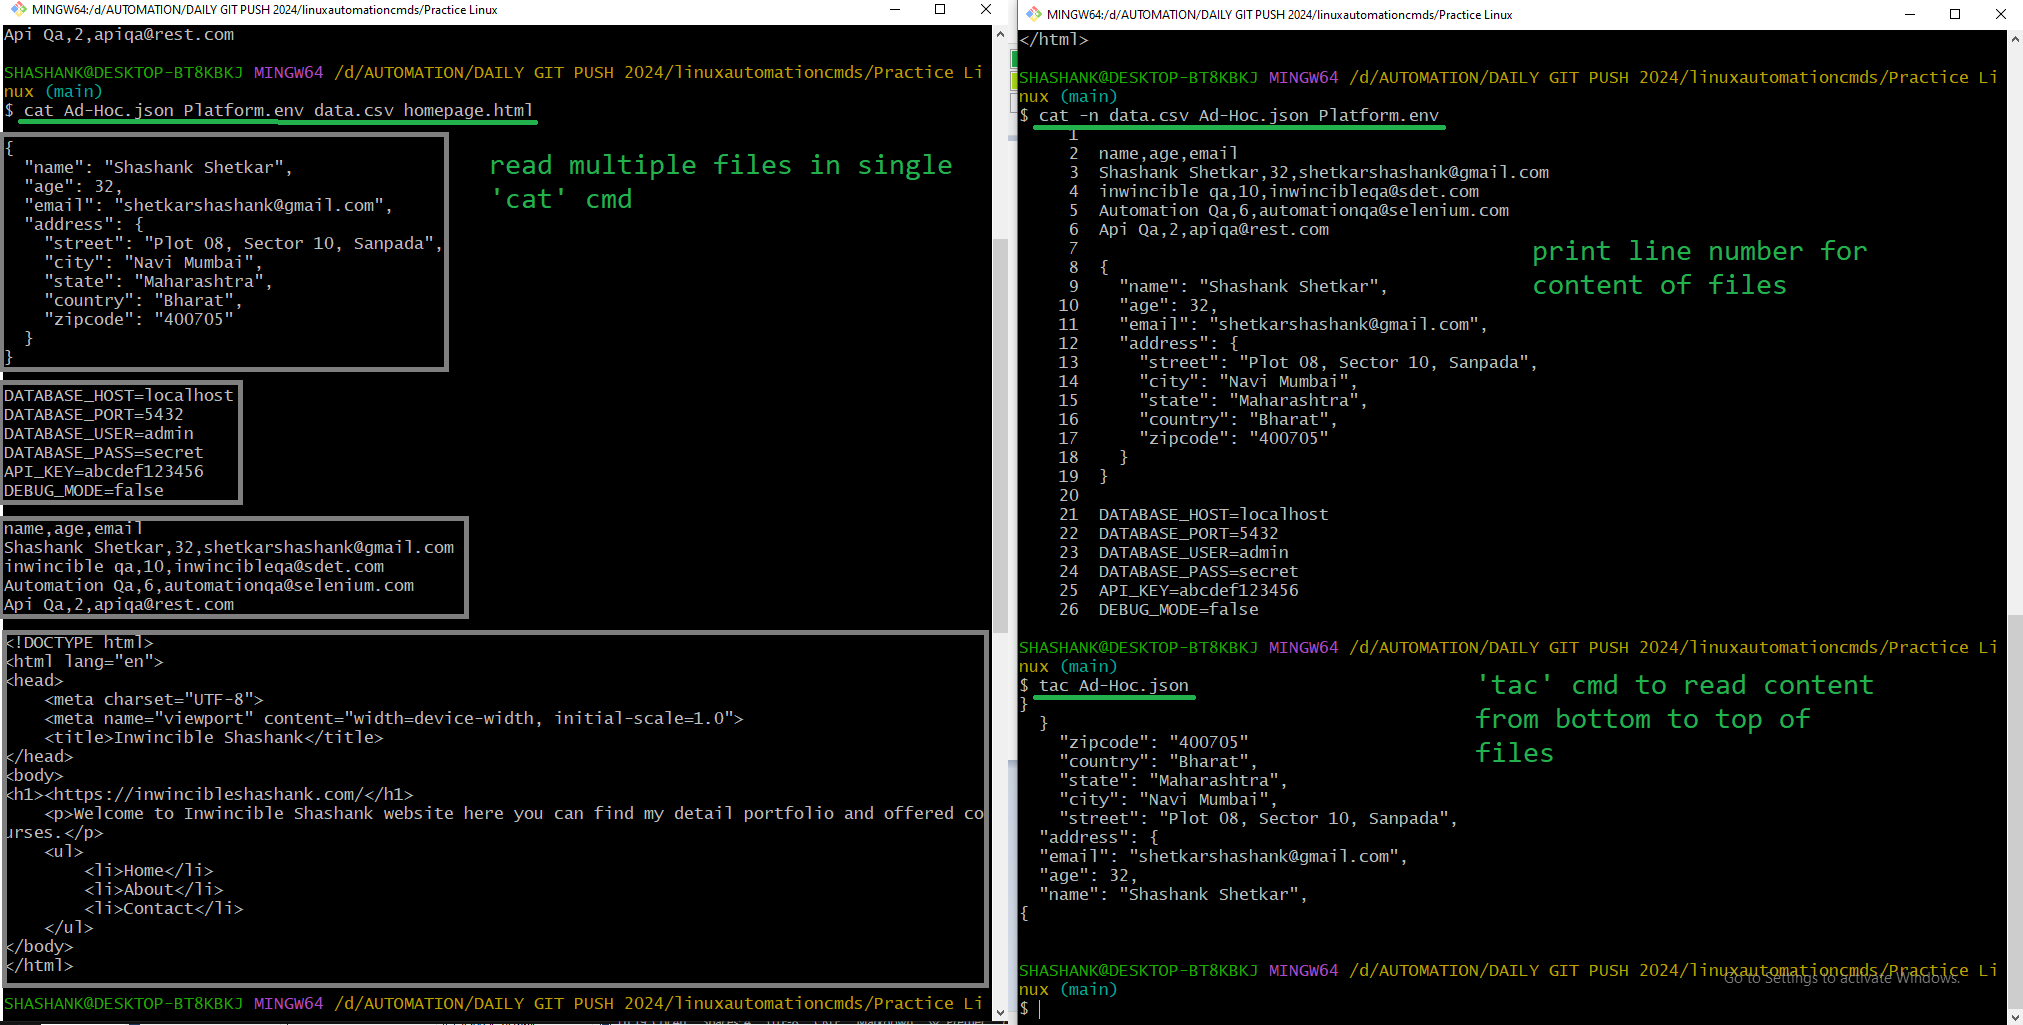 MINGW64:/d/AUTOMATION/DAILY GIT PUSH 2024/linuxautomationcmds/Practice Linux
Api Qa,2,apiqa@rest.com
SHASHANK@DESKTOP-BT8KBKJ MINGW64 /d/AUTOMATION/DAILY GIT PUSH 2024/linuxautomationcmds/Practice Li
nux (main)
$ cat Ad-Hoc.json Platform.env data.csv homepage.html
{
  "name": "Shashank Shetkar",
  "age": 32,
  "email": "shetkarshashank@gmail.com",
  "address": {
    "street": "Plot 08, Sector 10, Sanpada",
    "city": "Navi Mumbai",
    "state": "Maharashtra",
    "country": "Bharat",
    "zipcode": "400705"
  }
}
read multiple files in single
'cat' cmd
DATABASE_HOST=localhost
DATABASE_PORT=5432
DATABASE_USER=admin
DATABASE_PASS=secret
API_KEY=abcdef123456
DEBUG_MODE=false
name,age,email
Shashank Shetkar,32,shetkarshashank@gmail.com
inwincible qa,10,inwincibleqa@sdet.com
Automation Qa,6,automationqa@selenium.com
Api Qa,2,apiqa@rest.com
<!DOCTYPE html>
<html lang="en">
<head>
    <meta charset="UTF-8">
    <meta name="viewport" content="width=device-width, initial-scale=1.0">
    <title>Inwincible Shashank</title>
</head>
<body>
<h1><https://inwincibleshashank.com/</h1>
    <p>Welcome to Inwincible Shashank website here you can find my detail portfolio and offered co
urses.</p>
    <ul>
        <li>Home</li>
        <li>About</li>
        <li>Contact</li>
    </ul>
</body>
</html>
SHASHANK@DESKTOP-BT8KBKJ MINGW64 /d/AUTOMATION/DAILY GIT PUSH 2024/linuxautomationcmds/Practice Li
MINGW64:/d/AUTOMATION/DAILY GIT PUSH 2024/linuxautomationcmds/Practice Linux
</html>
SHASHANK@DESKTOP-BT8KBKJ MINGW64 /d/AUTOMATION/DAILY GIT PUSH 2024/linuxautomationcmds/Practice Li
nux (main)
$ cat -n data.csv Ad-Hoc.json Platform.env
1
2  name,age,email
3  Shashank Shetkar,32,shetkarshashank@gmail.com
4  inwincible qa,10,inwincibleqa@sdet.com
5  Automation Qa,6,automationqa@selenium.com
6  Api Qa,2,apiqa@rest.com
7
8  {
9    "name": "Shashank Shetkar",
10    "age": 32,
11    "email": "shetkarshashank@gmail.com",
12    "address": {
13      "street": "Plot 08, Sector 10, Sanpada",
14      "city": "Navi Mumbai",
15      "state": "Maharashtra",
16      "country": "Bharat",
17      "zipcode": "400705"
18    }
19  }
20
21  DATABASE_HOST=localhost
22  DATABASE_PORT=5432
23  DATABASE_USER=admin
24  DATABASE_PASS=secret
25  API_KEY=abcdef123456
26  DEBUG_MODE=false
print line number for
content of files
SHASHANK@DESKTOP-BT8KBKJ MINGW64 /d/AUTOMATION/DAILY GIT PUSH 2024/linuxautomationcmds/Practice Li
nux (main)
$ tac Ad-Hoc.json
}
  }
    "zipcode": "400705"
    "country": "Bharat",
    "state": "Maharashtra",
    "city": "Navi Mumbai",
    "street": "Plot 08, Sector 10, Sanpada",
  "address": {
  "email": "shetkarshashank@gmail.com",
  "age": 32,
  "name": "Shashank Shetkar",
{
'tac' cmd to read content
from bottom to top of
files
SHASHANK@DESKTOP-BT8KBKJ MINGW64 /d/AUTOMATION/DAILY GIT PUSH 2024/linuxautomationcmds/Practice Li
Go to Settings to activate Windows.
nux (main)
$